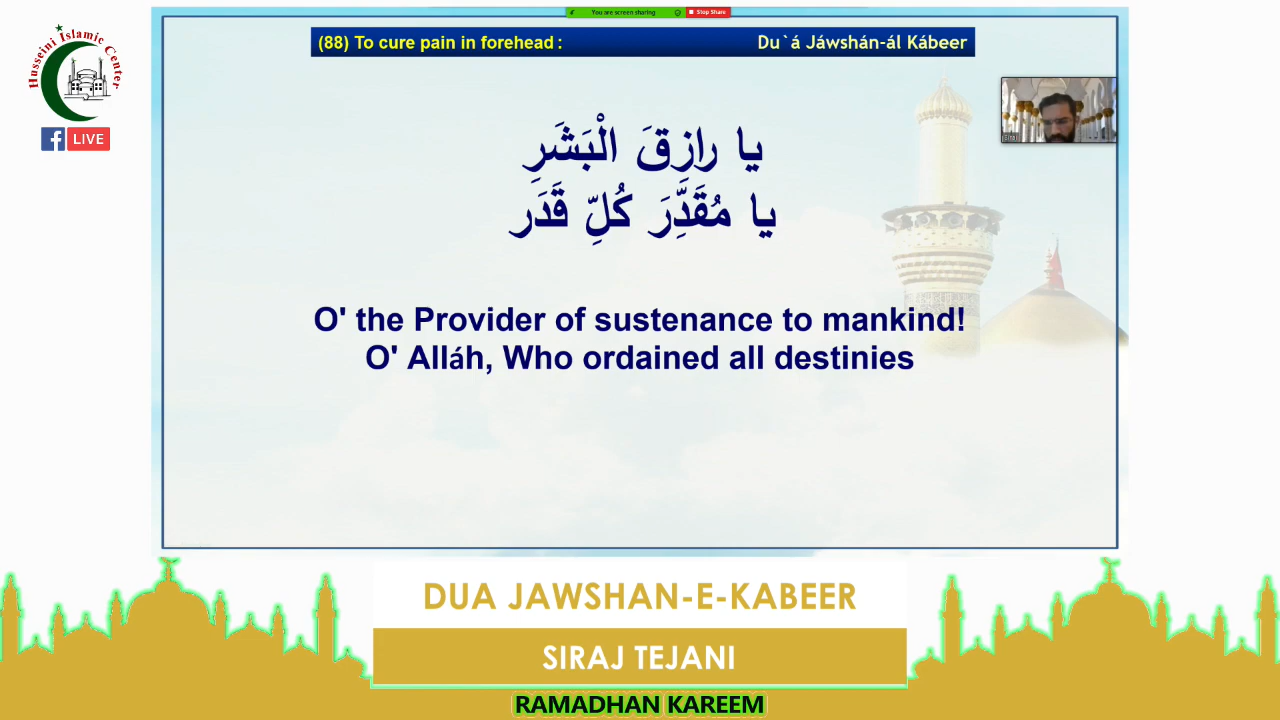 You are screen sharing
Stop Share
Husseini Islamic Center
LIVE
(88) To cure pain in forehead :
Du`á Jáwshán-ál Kábeer
يا رازِقَ الْبَشَرِ
يا مُقَدِّرَ كُلِّ قَدَر
O' the Provider of sustenance to mankind!
O' Alláh, Who ordained all destinies
DUA JAWSHAN-E-KABEER
SIRAJ TEJANI
RAMADHAN KAREEM